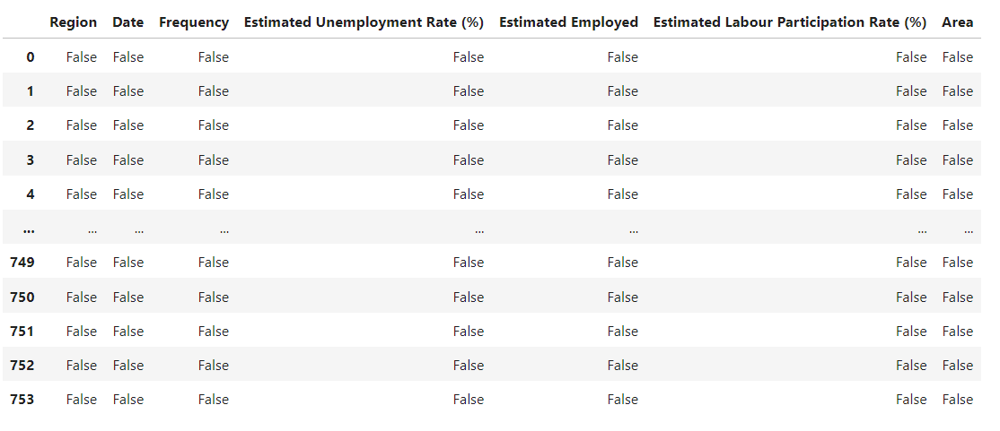 Region Date Frequency Estimated Unemployment Rate (%) Estimated Employed Estimated Labour Participation Rate (%) Area
0 False False False False False False False
1 False False False False False False False
2 False False False False False False False
3 False False False False False False False
4 False False False False False False False
... ... ... ... ... ... ... ...
749 False False False False False False False
750 False False False False False False False
751 False False False False False False False
752 False False False False False False False
753 False False False False False False False